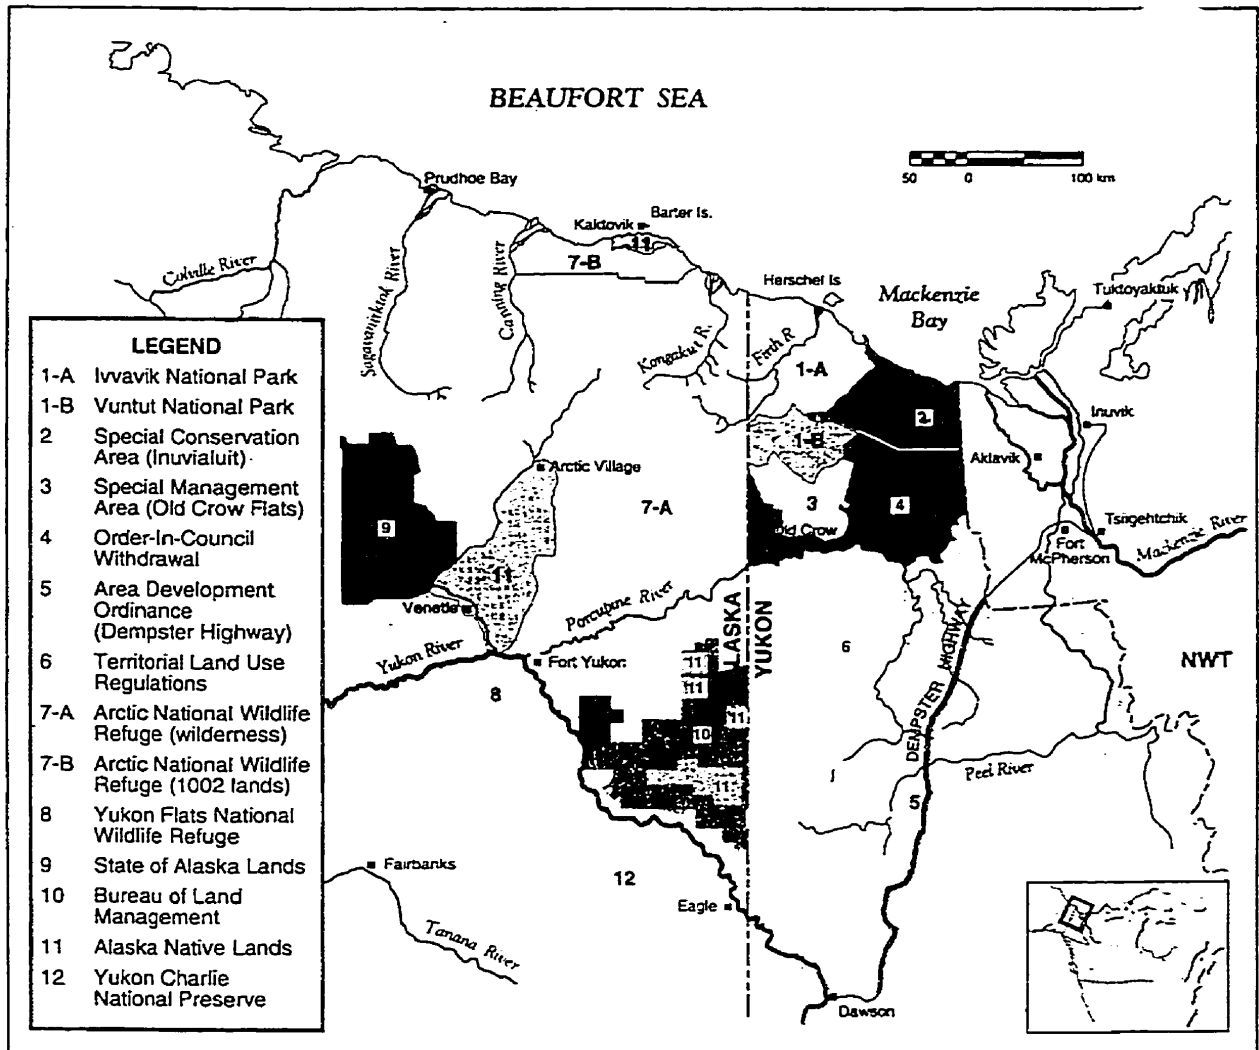 BEAUFORT SEA
50 0 100 km
Prudhoe Bay
Barter Is.
Kaktovik
11
7-B
Colville River
Sagavanirktok River
Canning River
Herschel Is
Mackenzie
Bay
Tuktoyaktuk
Kongakut R.
Firth R
1-A
LEGEND
1-A Ivvavik National Park
1-B Vuntut National Park
2 Special Conservation
Area (Inuvialuit)
3 Special Management
Area (Old Crow Flats)
4 Order-In-Council
Withdrawal
5 Area Development
Ordinance
(Dempster Highway)
6 Territorial Land Use
Regulations
7-A Arctic National Wildlife
Refuge (wilderness)
7-B Arctic National Wildlife
Refuge (1002 lands)
8 Yukon Flats National
Wildlife Refuge
9 State of Alaska Lands
10 Bureau of Land
Management
11 Alaska Native Lands
12 Yukon Charlie
National Preserve
2
1-B
Inuvik
Aklavik
Arctic Village
7-A
3
4
9
Old Crow
Tsiigehtchik
Fort
McPherson
Mackenzie River
11
Venetie
Porcupine River
ALASKA
YUKON
6
DEMPSTER HIGHWAY
NWT
Yukon River
Fort Yukon
8
11
11
11
10
11
Peel River
5
Fairbanks
12
Eagle
Tanana River
Dawson